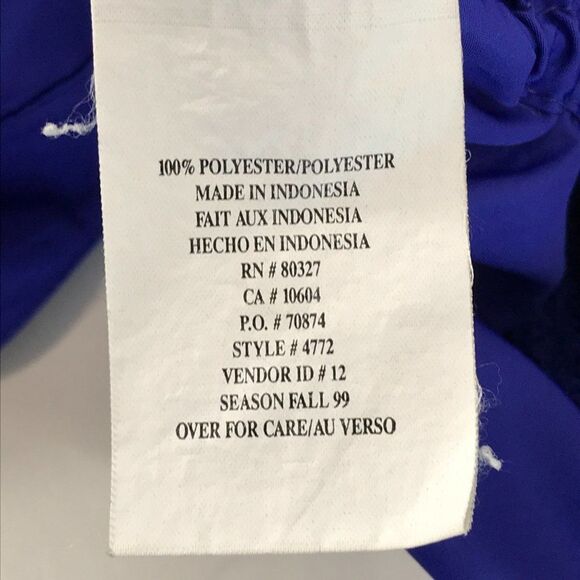 100% POLYESTER/POLYESTER
MADE IN INDONESIA
FAIT AUX INDONESIA
HECHO EN INDONESIA
RN # 80327
CA # 10604
P.O. # 70874
STYLE # 4772
VENDOR ID # 12
SEASON FALL 99
OVER FOR CARE/AU VERSO